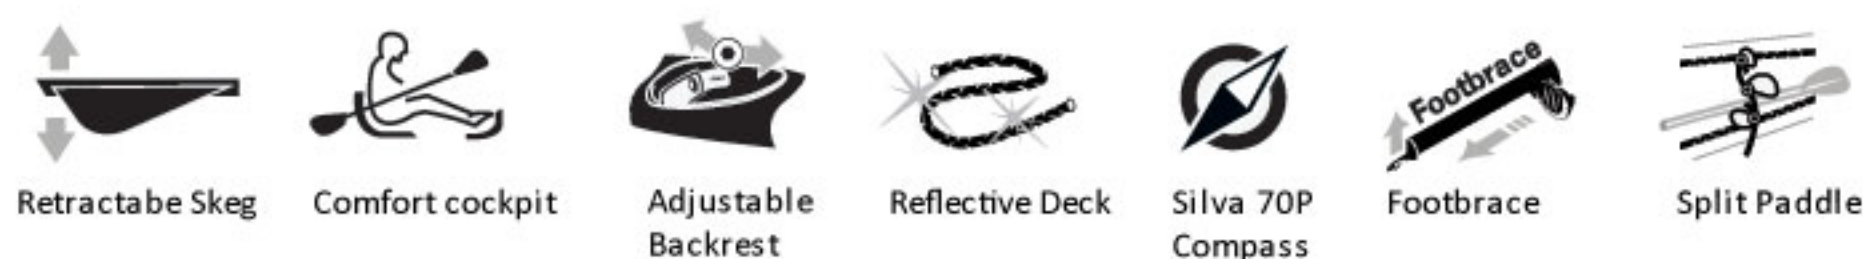 Footbrace
Retractabe Skeg
Comfort cockpit
Adjustable
Backrest
Reflective Deck
Silva 70P
Compass
Footbrace
Split Paddle